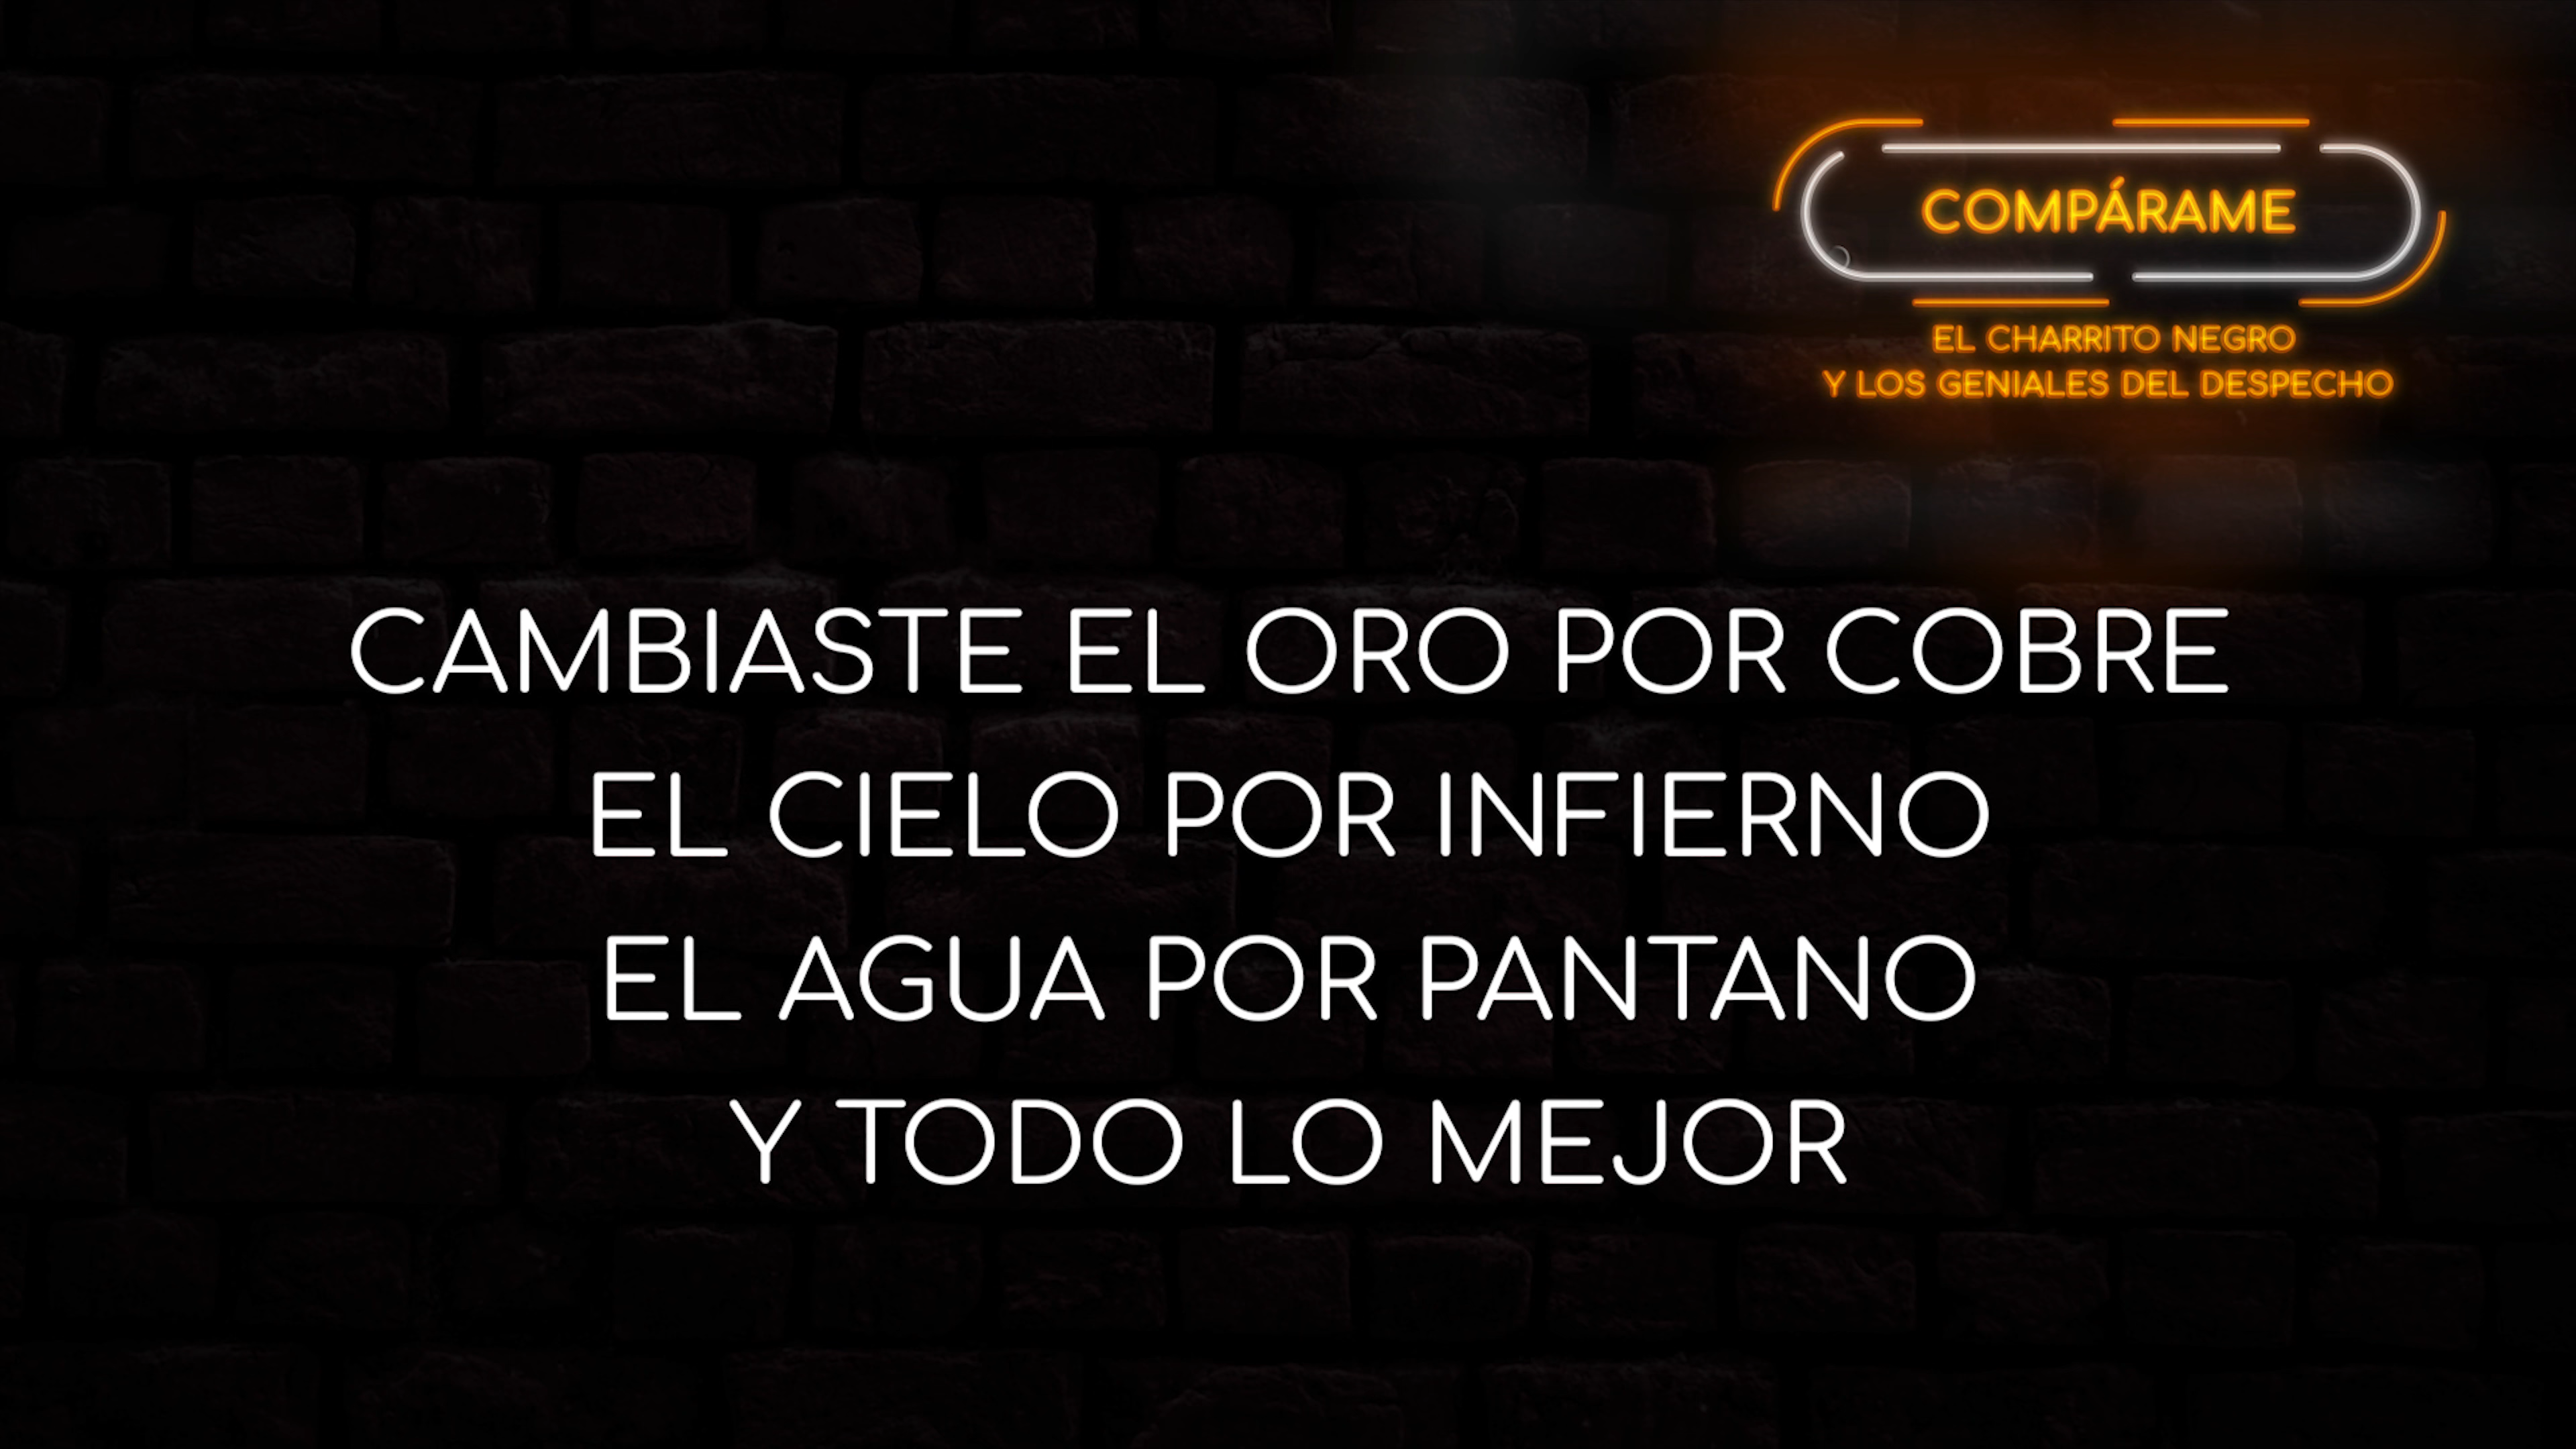 COMPÁRAME
EL CHARRITO NEGRO
Y LOS GENIALES DEL DESPECHO
CAMBIASTE EL ORO POR COBRE
EL CIELO POR INFIERNO
EL AGUA POR PANTANO
Y TODO LO MEJOR